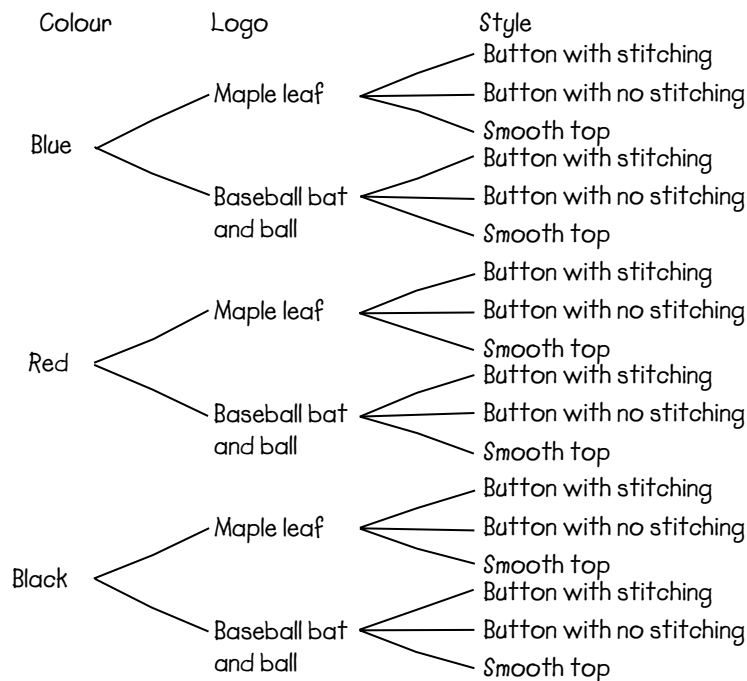 Colour Logo Style
Button with stitching
Maple leaf Button with no stitching
Smooth top
Blue
Button with stitching
Baseball bat Button with no stitching
and ball
Smooth top
Button with stitching
Maple leaf Button with no stitching
Smooth top
Red
Button with stitching
Baseball bat Button with no stitching
and ball
Smooth top
Button with stitching
Maple leaf Button with no stitching
Smooth top
Black
Button with stitching
Baseball bat Button with no stitching
and ball
Smooth top